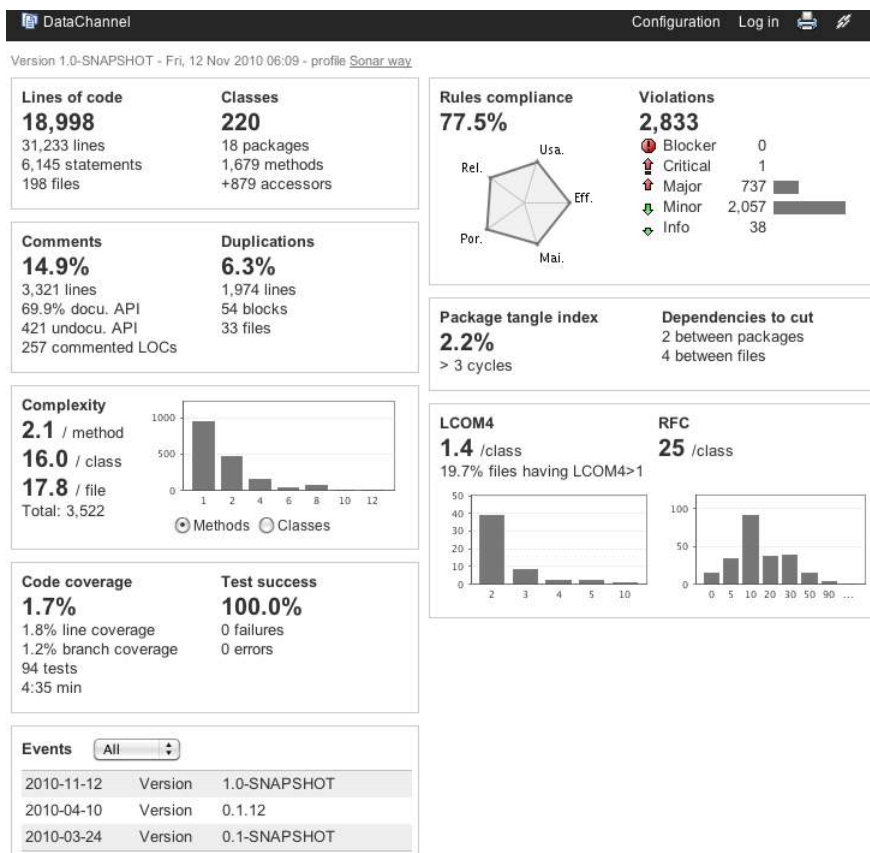 DataChannel
Configuration Log in
Version 1.0-SNAPSHOT - Fri, 12 Nov 2010 06:09 - profile Sonar way
Lines of code
18,998
31,233 lines
6,145 statements
198 files
Classes
220
18 packages
1,679 methods
+879 accessors
Comments
14.9%
3,321 lines
69.9% docu. API
421 undocu. API
257 commented LOCs
Duplications
6.3%
1,974 lines
54 blocks
33 files
Complexity
2.1 / method
16.0 / class
17.8 / file
Total: 3,522
1000
500
0
1 2 4 6 8 10 12
Methods Classes
Code coverage
1.7%
1.8% line coverage
1.2% branch coverage
94 tests
4:35 min
Test success
100.0%
0 failures
0 errors
Events All
2010-11-12 Version 1.0-SNAPSHOT
2010-04-10 Version 0.1.12
2010-03-24 Version 0.1-SNAPSHOT
Rules compliance
77.5%
Usa.
Rel.
Eff.
Por.
Mai.
Violations
2,833
Blocker 0
Critical 1
Major 737
Minor 2,057
Info 38
Package tangle index
2.2%
> 3 cycles
Dependencies to cut
2 between packages
4 between files
LCOM4
1.4 /class
19.7% files having LCOM4>1
50
40
30
20
10
0
2 3 4 5 10
RFC
25 /class
100
50
0
0 5 10 20 30 50 90 ...